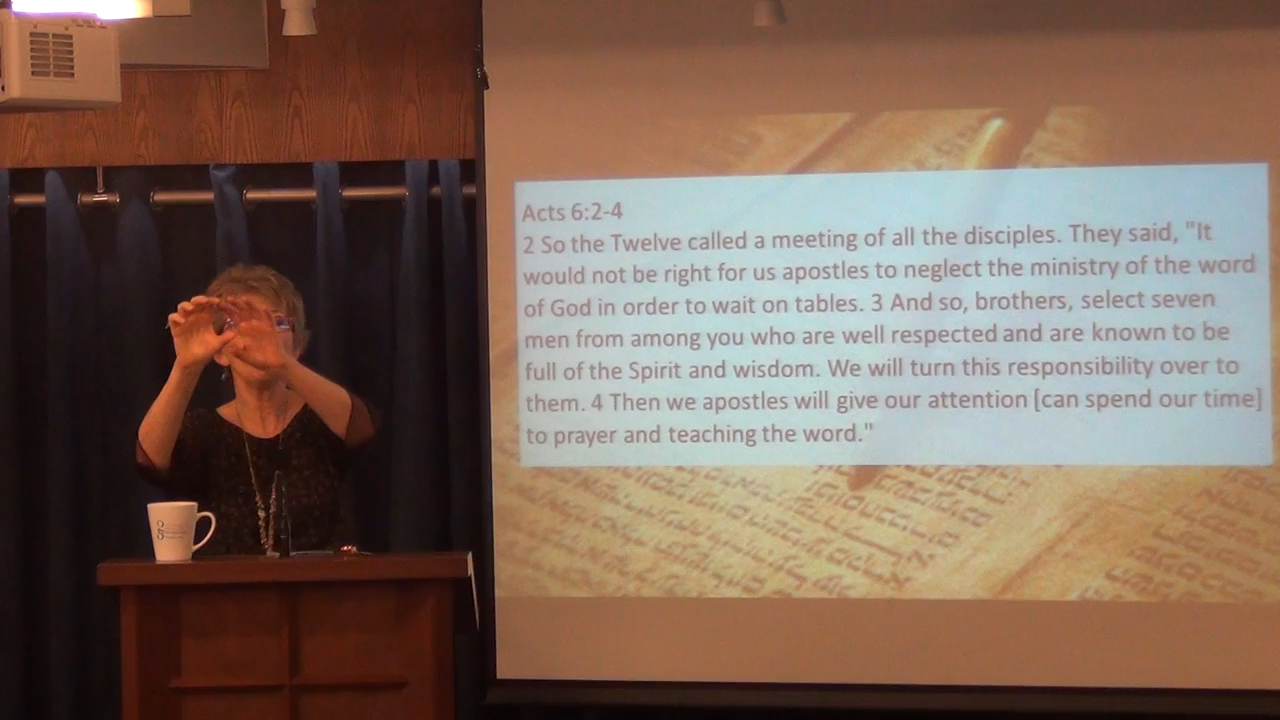 Acts 6:2-4
2 So the Twelve called a meeting of all the disciples. They said, "It
would not be right for us apostles to neglect the ministry of the word
of God in order to wait on tables. 3 And so, brothers, select seven
men from among you who are well respected and are known to be
full of the Spirit and wisdom. We will turn this responsibility over to
them. 4 Then we apostles will give our attention [can spend our time]
to prayer and teaching the word."